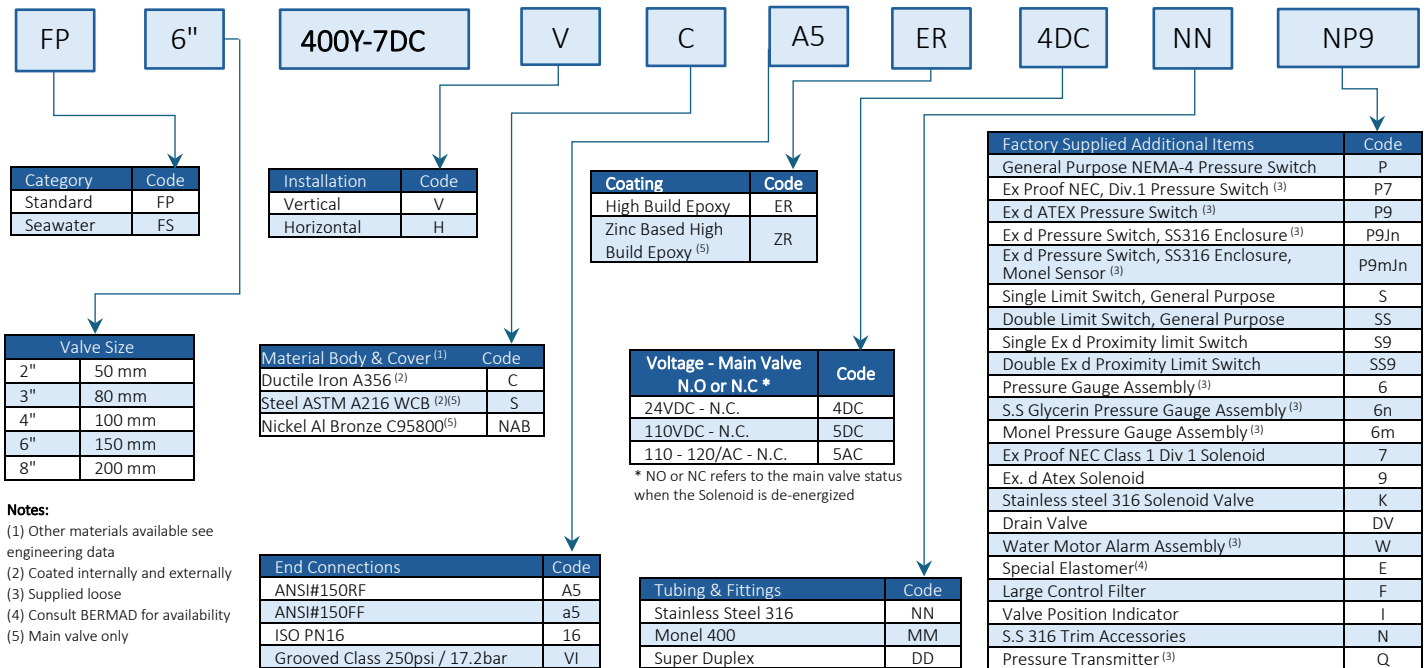 FP 6" 400Y-7DC V C A5 ER 4DC NN NP9
Category Code
Standard FP
Seawater FS
Installation Code
Vertical V
Horizontal H
Coating Code
High Build Epoxy ER
Zinc Based High
Build Epoxy (5) ZR
Valve Size
2" 50 mm
3" 80 mm
4" 100 mm
6" 150 mm
8" 200 mm
Material Body & Cover (1) Code
Ductile Iron A356 (2) C
Steel ASTM A216 WCB (2)(5) S
Nickel Al Bronze C95800(5) NAB
Voltage - Main Valve
N.O or N.C * Code
24VDC - N.C. 4DC
110VDC - N.C. 5DC
110 - 120/AC - N.C. 5AC
* NO or NC refers to the main valve status
when the Solenoid is de-energized
Notes:
(1) Other materials available see
engineering data
(2) Coated internally and externally
(3) Supplied loose
(4) Consult BERMAD for availability
(5) Main valve only
End Connections Code
ANSI#150RF A5
ANSI#150FF a5
ISO PN16 16
Grooved Class 250psi / 17.2bar VI
Tubing & Fittings Code
Stainless Steel 316 NN
Monel 400 MM
Super Duplex DD
Factory Supplied Additional Items Code
General Purpose NEMA-4 Pressure Switch P
Ex Proof NEC, Div.1 Pressure Switch (3) P7
Ex d ATEX Pressure Switch (3) P9
Ex d Pressure Switch, SS316 Enclosure (3) P9Jn
Ex d Pressure Switch, SS316 Enclosure,
Monel Sensor (3) P9mJn
Single Limit Switch, General Purpose S
Double Limit Switch, General Purpose SS
Single Ex d Proximity limit Switch S9
Double Ex d Proximity Limit Switch SS9
Pressure Gauge Assembly (3) 6
S.S Glycerin Pressure Gauge Assembly (3) 6n
Monel Pressure Gauge Assembly (3) 6m
Ex Proof NEC Class 1 Div 1 Solenoid 7
Ex. d Atex Solenoid 9
Stainless steel 316 Solenoid Valve K
Drain Valve DV
Water Motor Alarm Assembly (3) W
Special Elastomer(4) E
Large Control Filter F
Valve Position Indicator I
S.S 316 Trim Accessories N
Pressure Transmitter (3) Q